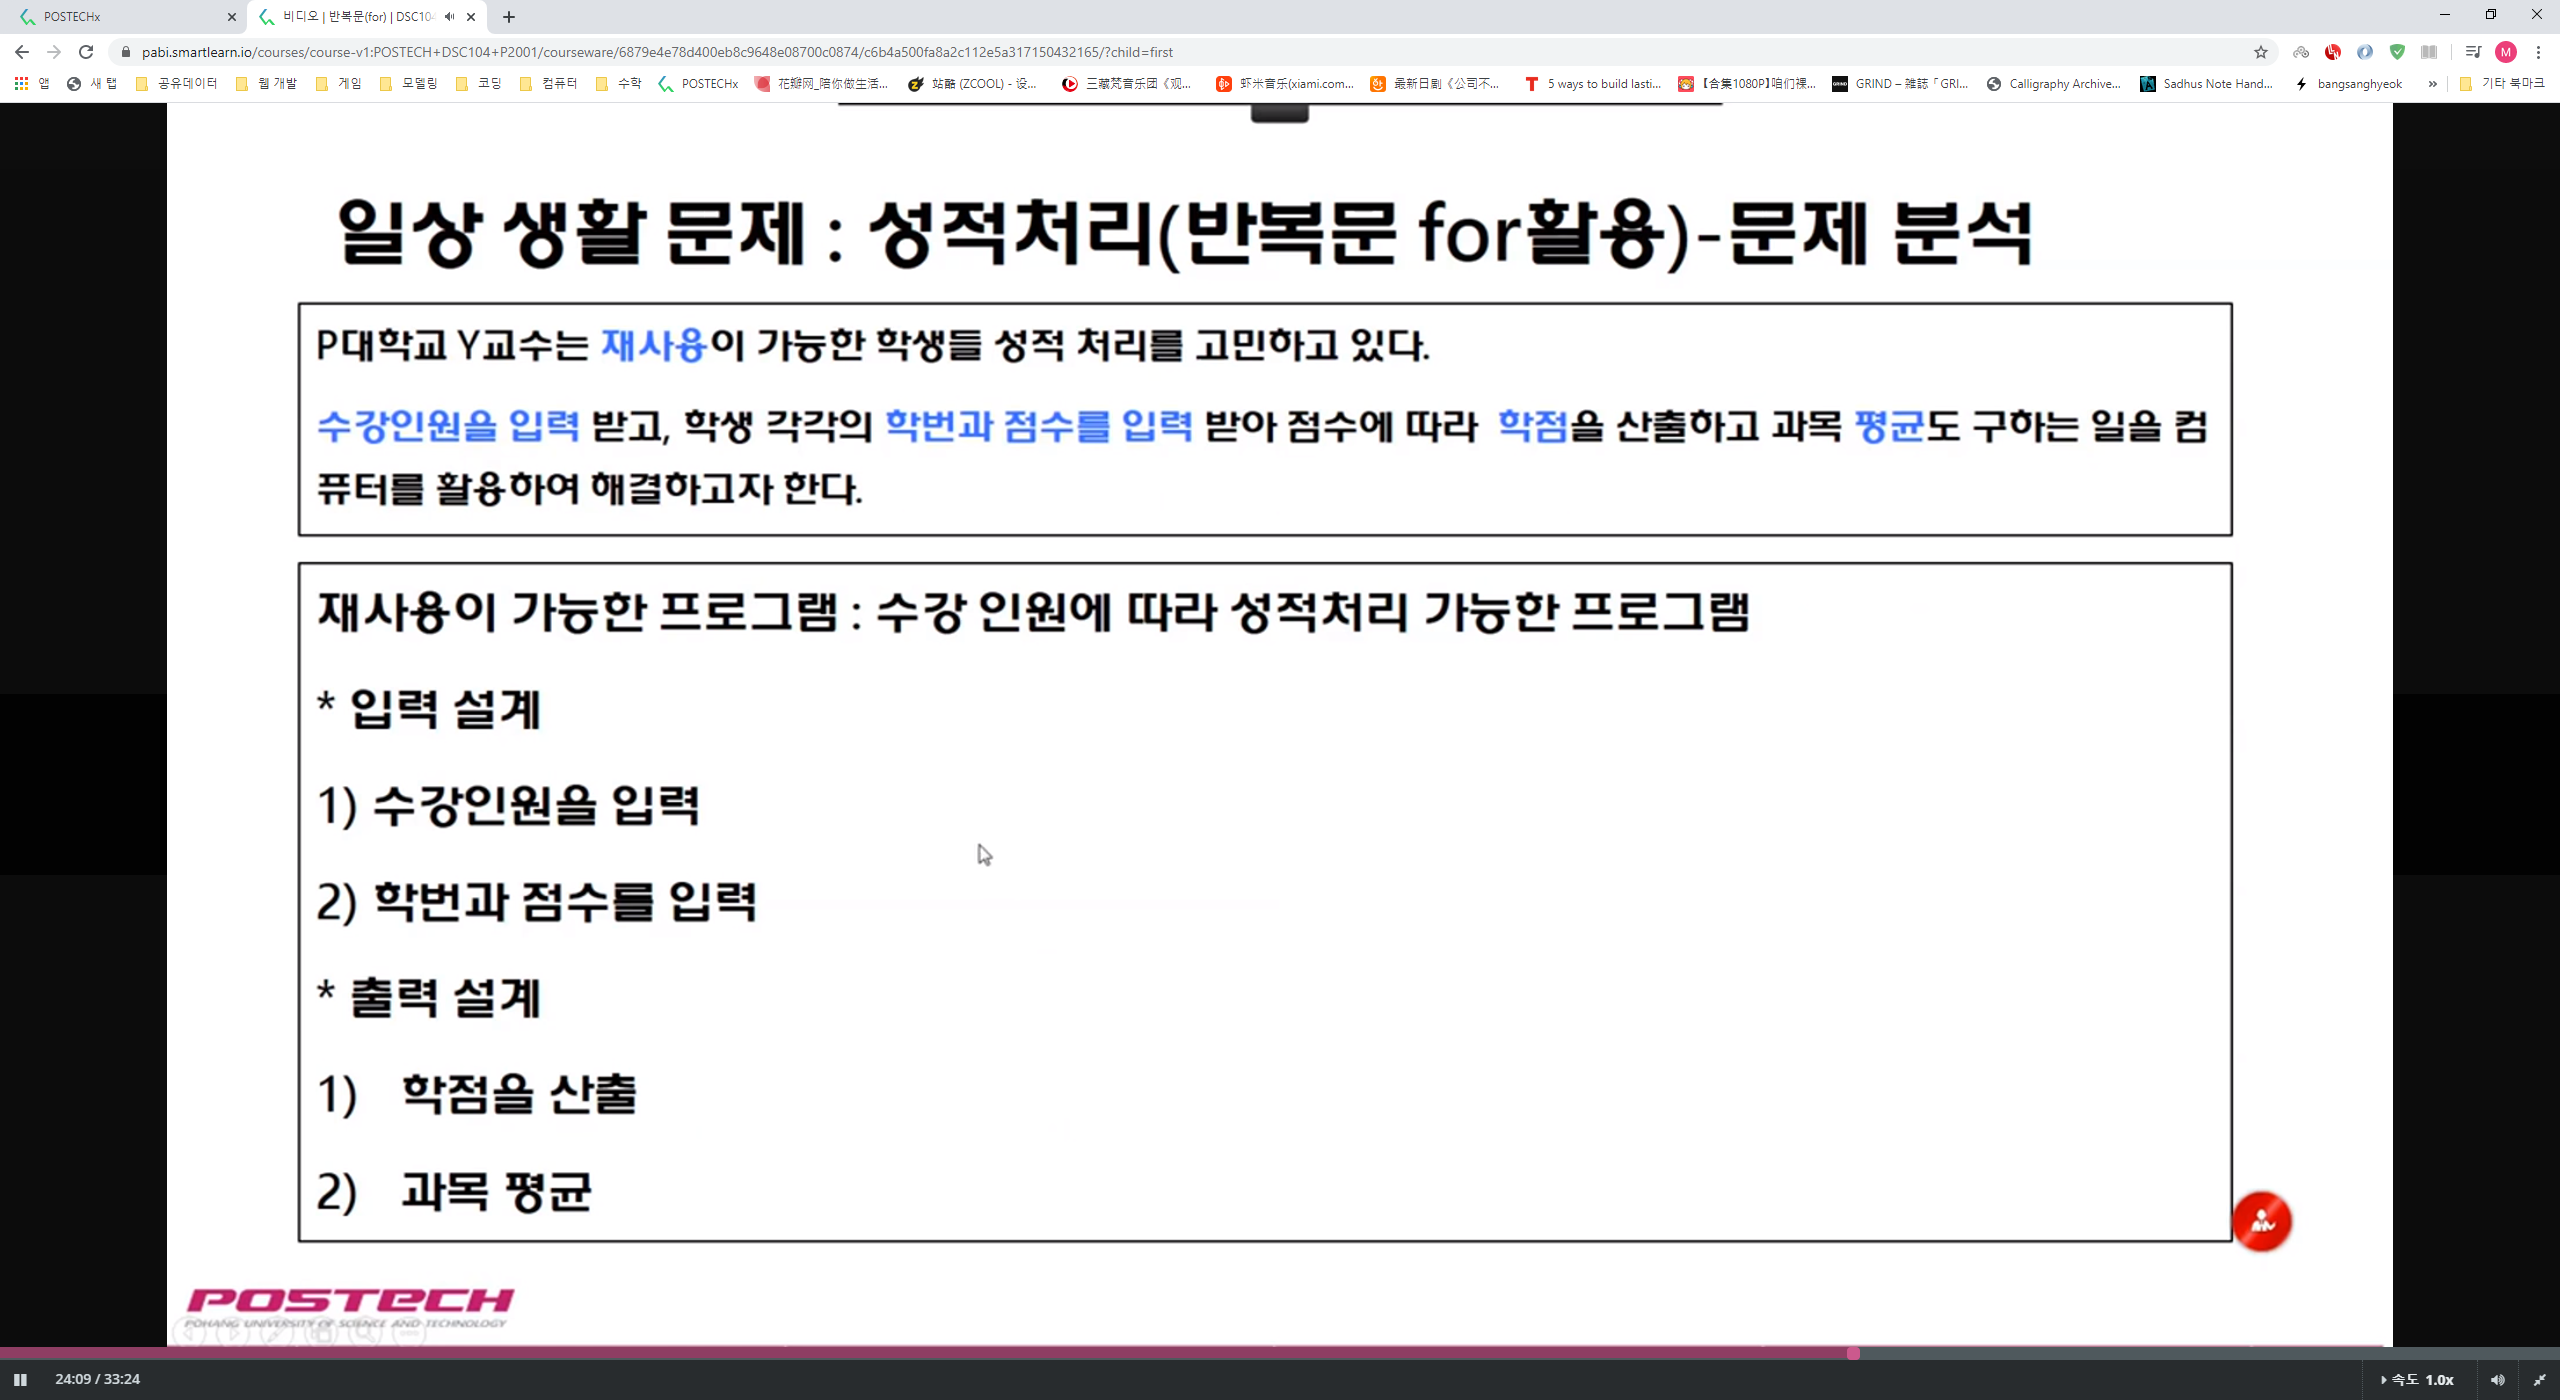 POSTECHx
비디오 | 반복문(for) | DSC10
pabi.smartlearn.io/courses/course-v1:POSTECH+DSC104+P2001/courseware/6879e4e78d400eb8c9648e08700c0874/c6b4a500fa8a2c112e5a317150432165/?child=first
M
앱 새 탭 공유데이터 웹 개발 게임 모델링 코딩 컴퓨터 수학 POSTECHx 花瓣网_陪你做生活... 站酷 (ZCOOL) - 设... 三藏梵音乐团《观... 虾米音乐(xiami.com... 最新日剧《公司不... 5 ways to build lasti... 【合集1080P】咱们裸... GRIND – 雑誌「GRI... Calligraphy Archive... Sadhus Note Hand... bangsanghyeok » 기타 북마크
일상 생활 문제 : 성적처리(반복문 for활용)-문제 분석
P대학교 Y교수는 재사용이 가능한 학생들 성적 처리를 고민하고 있다.
수강인원을 입력 받고, 학생 각각의 학번과 점수를 입력 받아 점수에 따라 학점을 산출하고 과목 평균도 구하는 일을 컴
퓨터를 활용하여 해결하고자 한다.
재사용이 가능한 프로그램 : 수강 인원에 따라 성적처리 가능한 프로그램
* 입력 설계
1) 수강인원을 입력
2) 학번과 점수를 입력
* 출력 설계
1) 학점을 산출
2) 과목 평균
POSTECH
POHANG UNIVERSITY OF SCIENCE AND TECHNOLOGY
24:09 / 33:24
속도 1.0x